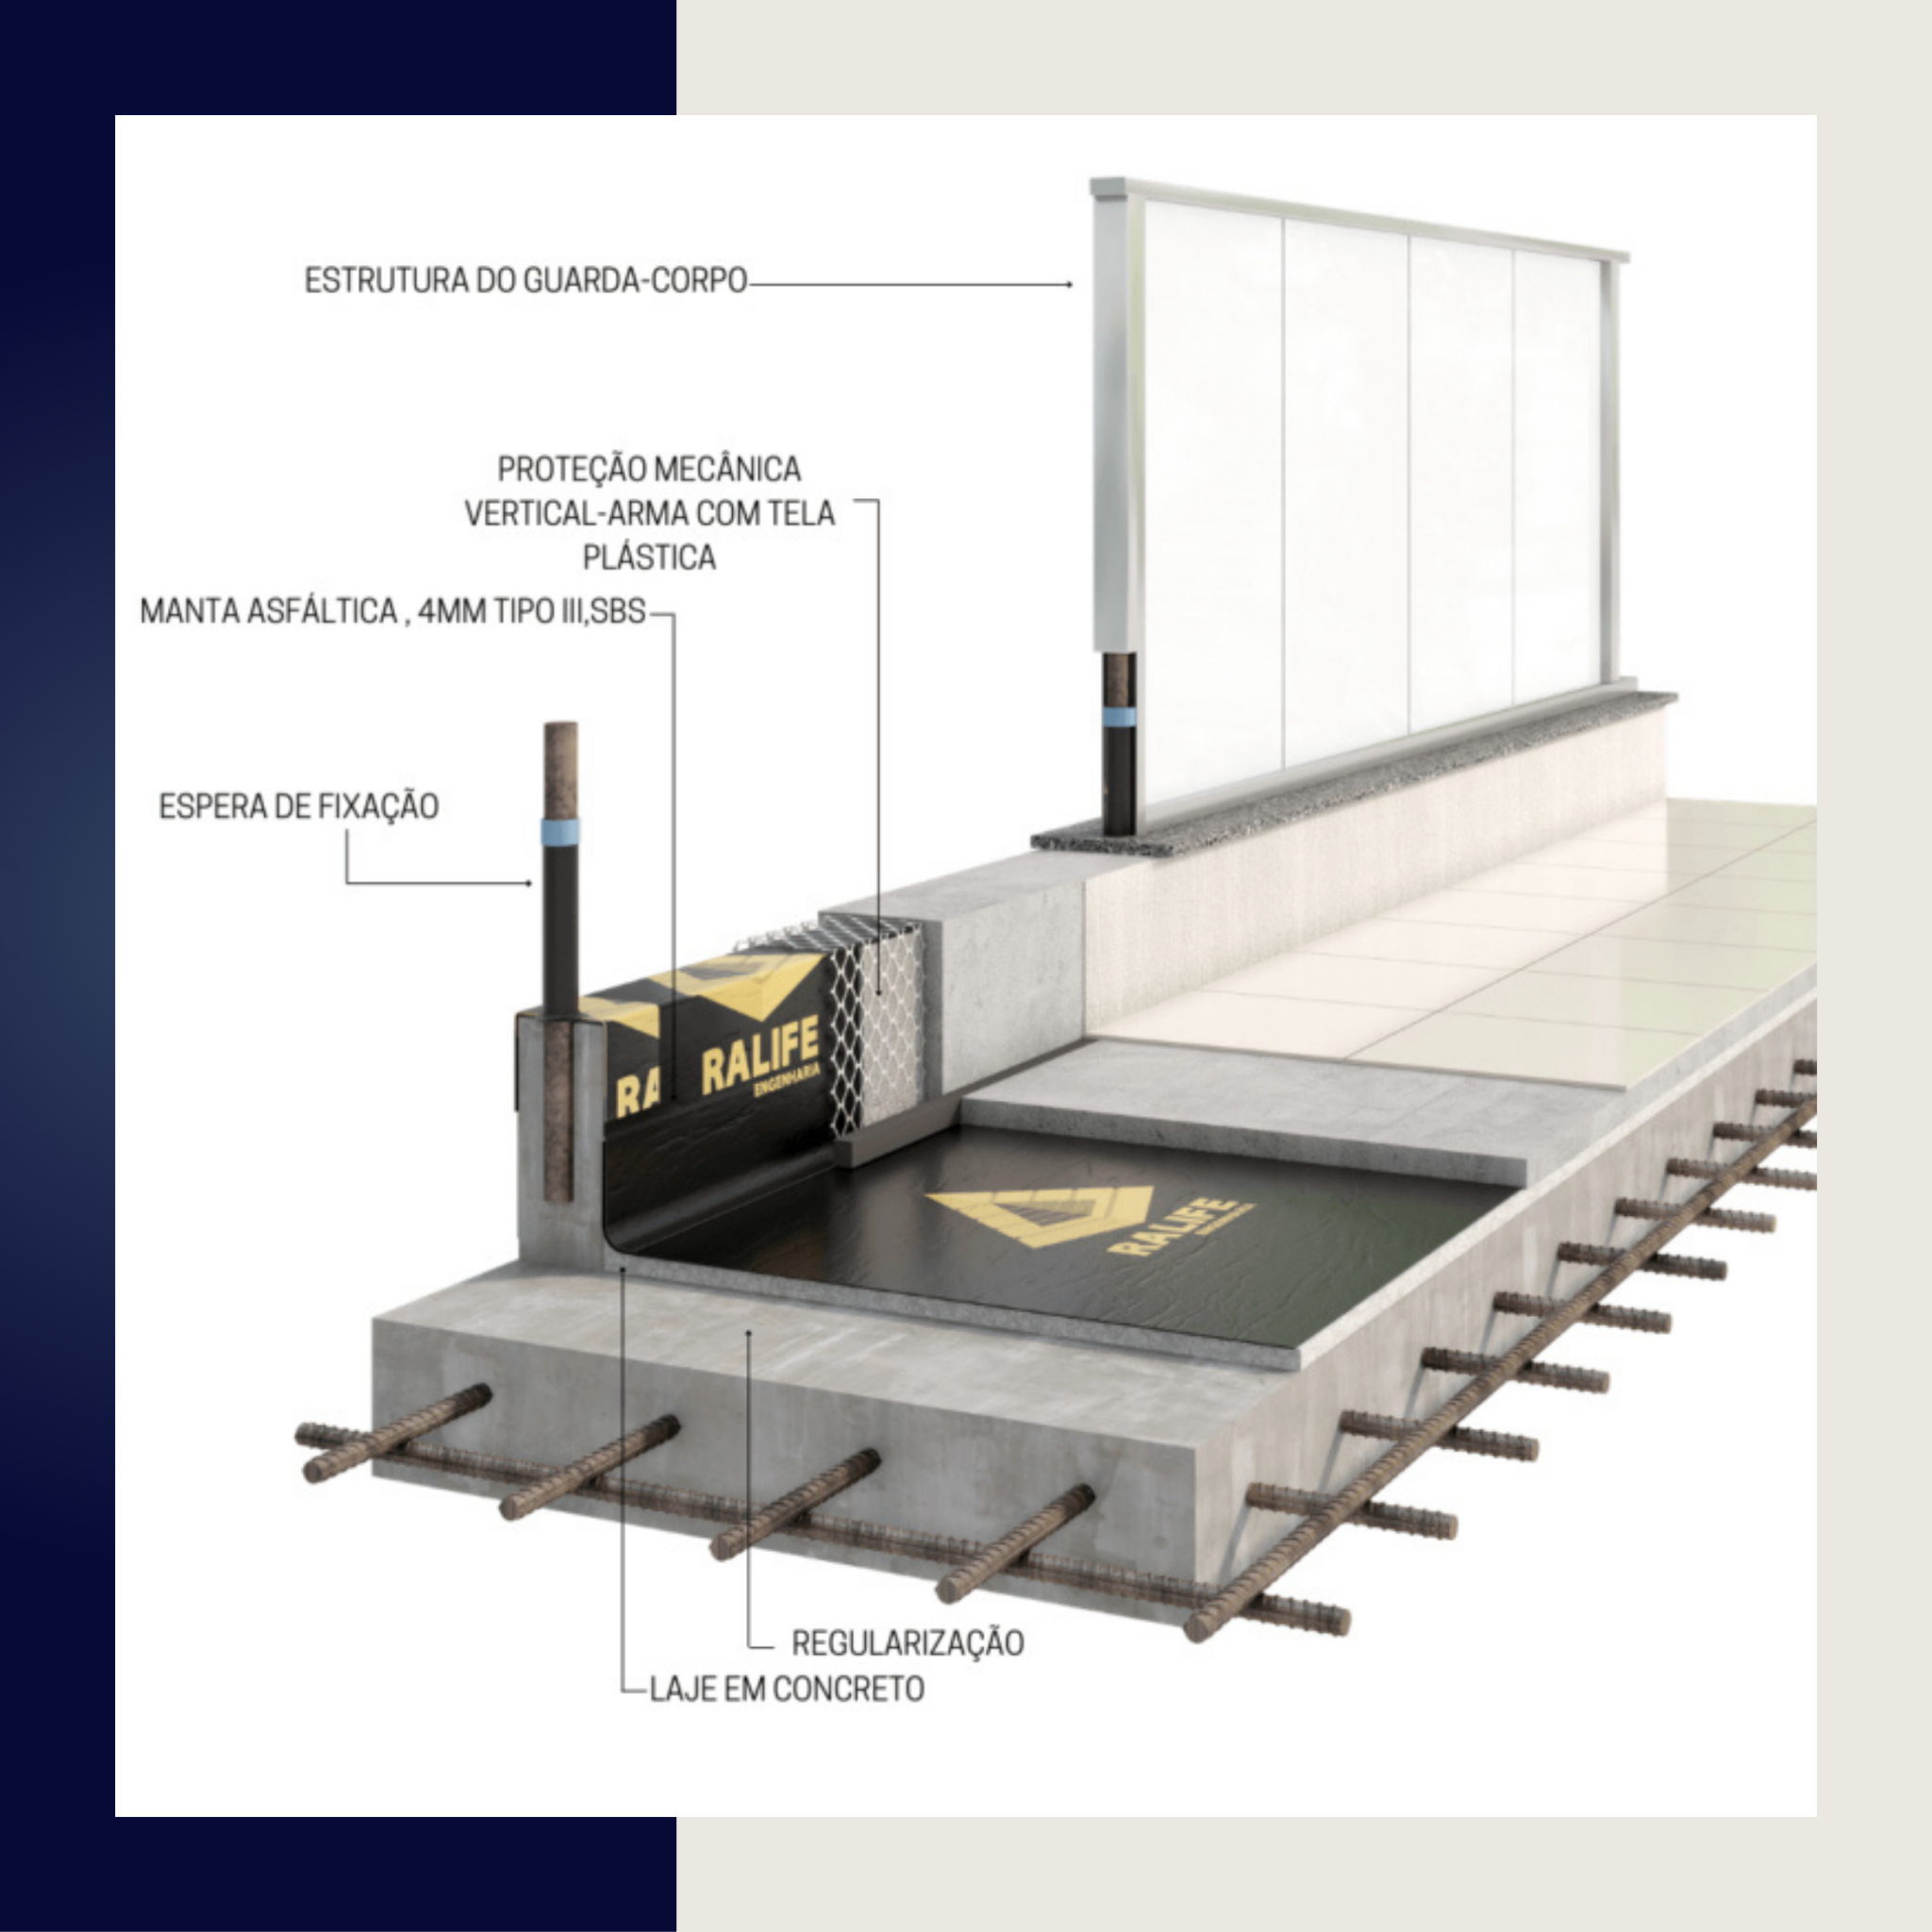 ESTRUTURA DO GUARDA-CORPO
PROTEÇÃO MECÂNICA
VERTICAL-ARMA COM TELA
PLÁSTICA
MANTA ASFÁLTICA , 4MM TIPO III,SBS
ESPERA DE FIXAÇÃO
RA
RALIFE
ENGENHARIA
RALIFE
REGULARIZAÇÃO
LAJE EM CONCRETO